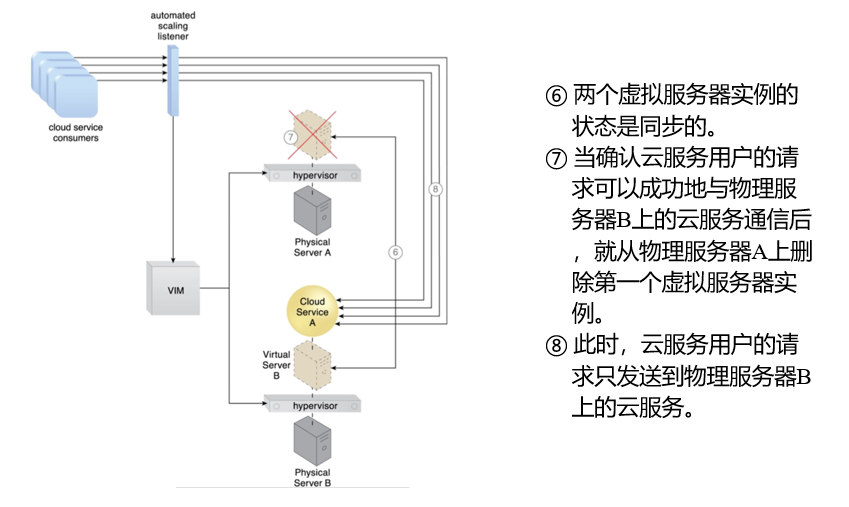 automated
scaling
listener
cloud service
consumers
⑦
hypervisor
⑧
Physical
Server A
⑥
VIM
Cloud
Service
A
Virtual
Server
B
hypervisor
Physical
Server B
⑥ 两个虚拟服务器实例的
状态是同步的。
⑦ 当确认云服务用户的请
求可以成功地与物理服
务器B上的云服务通信后
，就从物理服务器A上删
除第一个虚拟服务器实
例。
⑧ 此时，云服务用户的请
求只发送到物理服务器B
上的云服务。